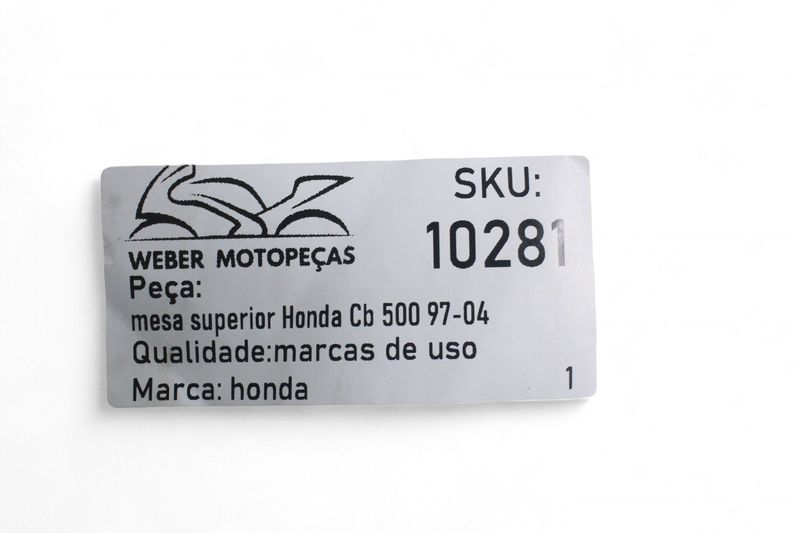 SKU:
10281
WEBER MOTOPEÇAS
Peça:
mesa superior Honda Cb 500 97-04
Qualidade:marcas de uso
Marca: honda
1